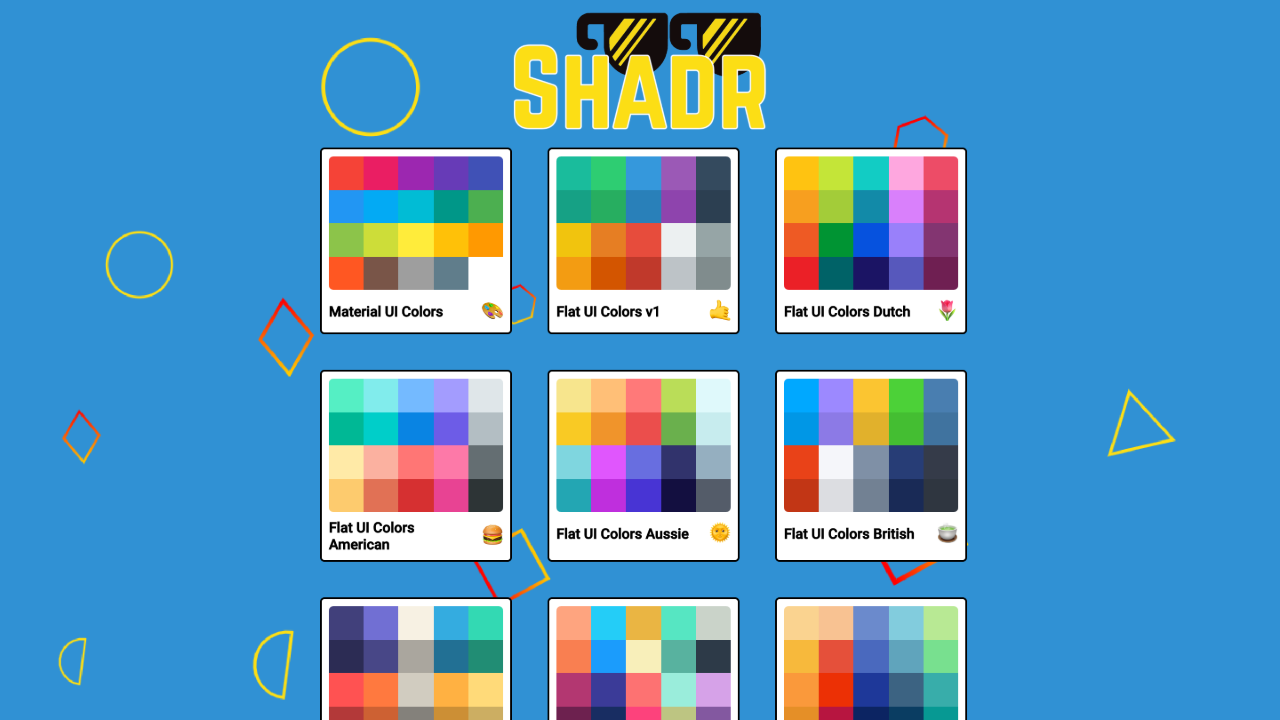 SHADR
Material UI Colors
Flat UI Colors v1
Flat UI Colors Dutch
Flat UI Colors
American
Flat UI Colors Aussie
Flat UI Colors British